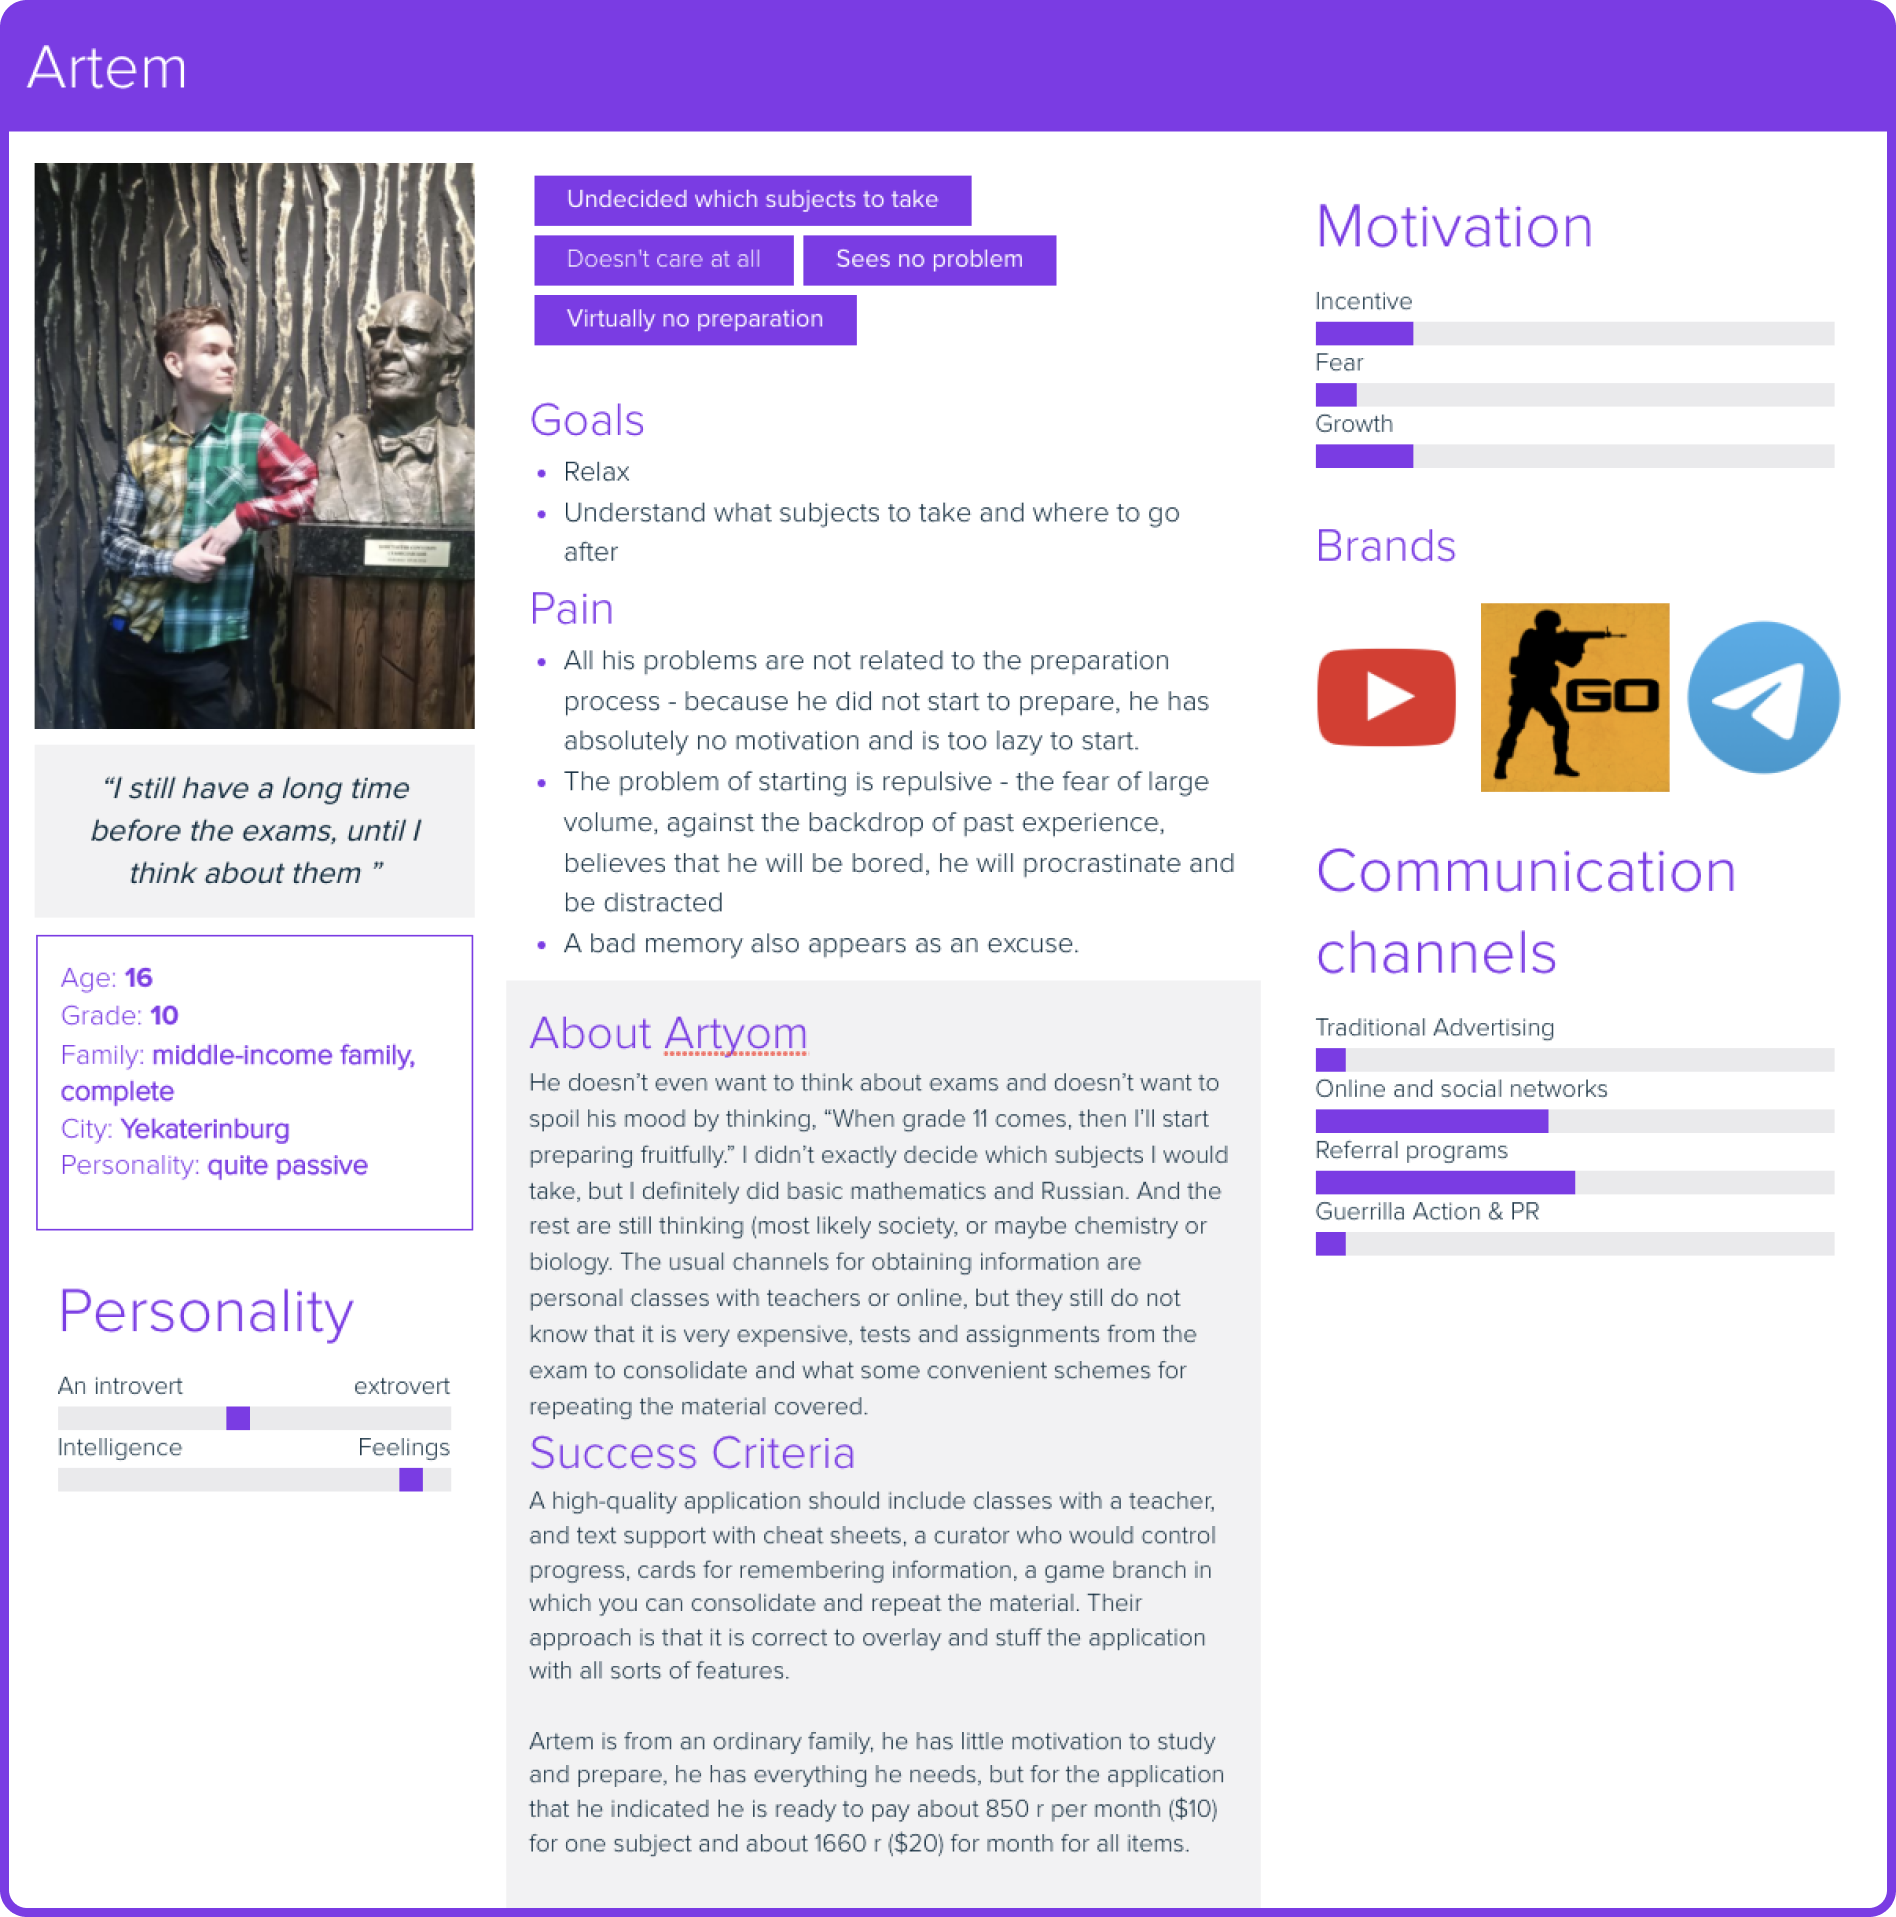 Artem
“I still have a long time
before the exams, until I
think about them ”
Age: 16
Grade: 10
Family: middle-income family,
complete
City: Yekaterinburg
Personality: quite passive
Personality
An introvert extrovert
Intelligence Feelings
Undecided which subjects to take
Doesn't care at all Sees no problem
Virtually no preparation
Goals
• Relax
• Understand what subjects to take and where to go
after
Pain
• All his problems are not related to the preparation
process - because he did not start to prepare, he has
absolutely no motivation and is too lazy to start.
• The problem of starting is repulsive - the fear of large
volume, against the backdrop of past experience,
believes that he will be bored, he will procrastinate and
be distracted
• A bad memory also appears as an excuse.
About Artyom
He doesn’t even want to think about exams and doesn’t want to
spoil his mood by thinking, “When grade 11 comes, then I’ll start
preparing fruitfully.” I didn’t exactly decide which subjects I would
take, but I definitely did basic mathematics and Russian. And the
rest are still thinking (most likely society, or maybe chemistry or
biology. The usual channels for obtaining information are
personal classes with teachers or online, but they still do not
know that it is very expensive, tests and assignments from the
exam to consolidate and what some convenient schemes for
repeating the material covered.
Success Criteria
A high-quality application should include classes with a teacher,
and text support with cheat sheets, a curator who would control
progress, cards for remembering information, a game branch in
which you can consolidate and repeat the material. Their
approach is that it is correct to overlay and stuff the application
with all sorts of features.
Artem is from an ordinary family, he has little motivation to study
and prepare, he has everything he needs, but for the application
that he indicated he is ready to pay about 850 r per month ($10)
for one subject and about 1660 r ($20) for month for all items.
Motivation
Incentive
Fear
Growth
Brands
GO
Communication
channels
Traditional Advertising
Online and social networks
Referral programs
Guerrilla Action & PR